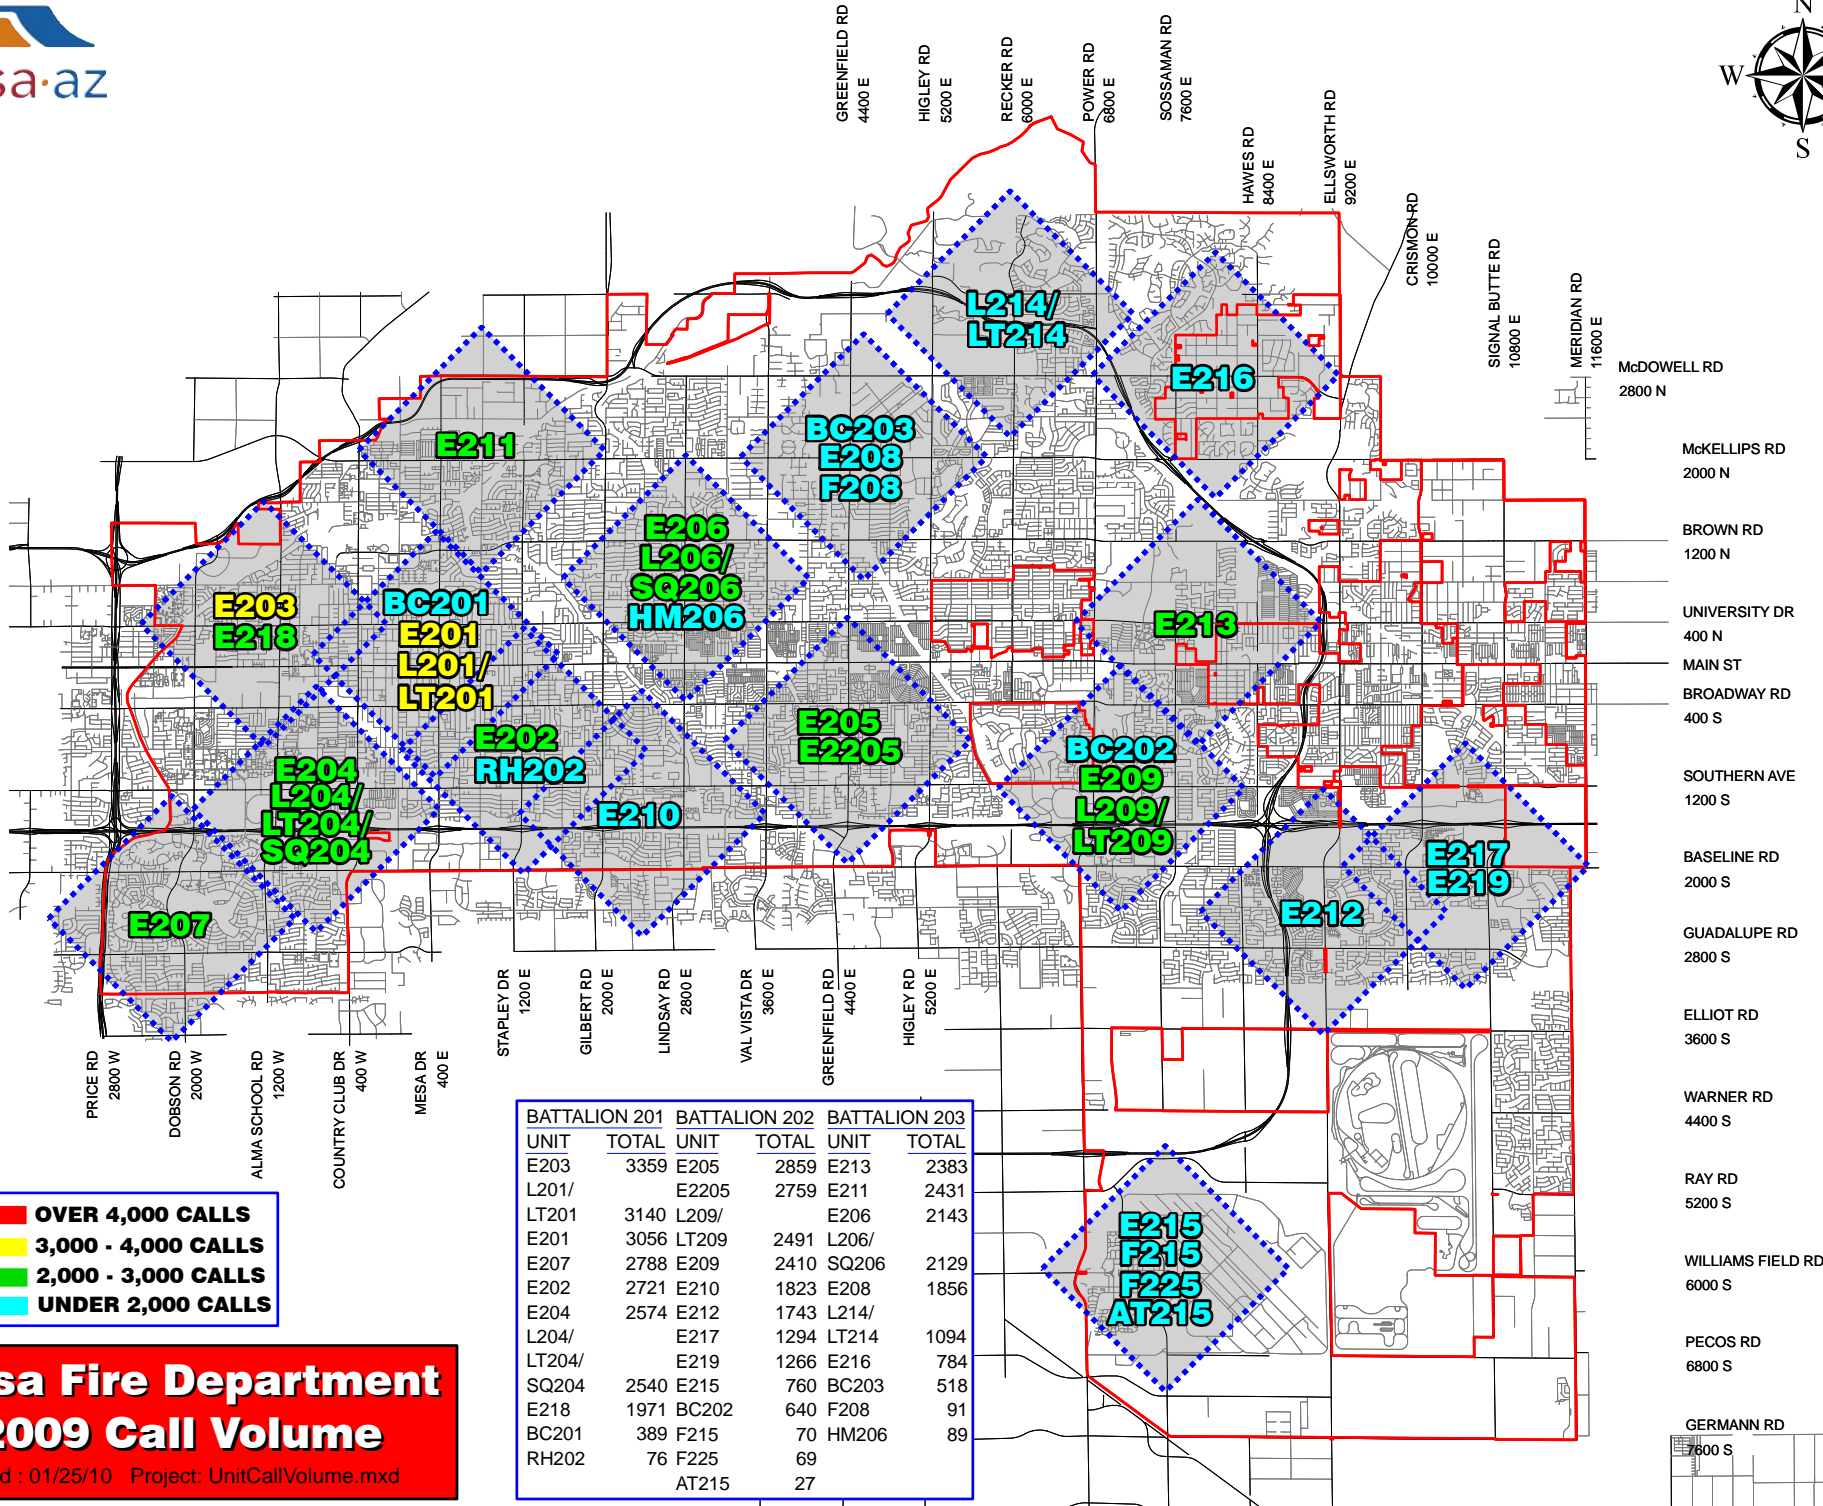 sa·az
N
W
S
GREENFIELD RD
4400 E
HIGLEY RD
5200 E
RECKER RD
6000 E
POWER RD
6800 E
SOSSAMAN RD
7600 E
HAWES RD
8400 E
ELLSWORTH RD
9200 E
CRISMON RD
10000 E
SIGNAL BUTTE RD
10800 E
MERIDIAN RD
11600 E
McDOWELL RD
2800 N
McKELLIPS RD
2000 N
BROWN RD
1200 N
UNIVERSITY DR
400 N
MAIN ST
BROADWAY RD
400 S
SOUTHERN AVE
1200 S
BASELINE RD
2000 S
GUADALUPE RD
2800 S
ELLIOT RD
3600 S
WARNER RD
4400 S
RAY RD
5200 S
WILLIAMS FIELD RD
6000 S
PECOS RD
6800 S
GERMANN RD
7600 S
L214/
LT214
E216
E211
BC203
E208
F208
E206
L206/
SQ206
HM206
E203
E218
BC201
E201
L201/
LT201
E213
E202
RH202
E205
E2205
BC202
E209
L209/
LT209
E204
L204/
LT204/
SQ204
E210
E217
E219
E212
E207
E215
F215
F225
AT215
PRICE RD
2800 W
DOBSON RD
2000 W
ALMA SCHOOL RD
1200 W
COUNTRY CLUB DR
400 W
MESA DR
400 E
STAPLEY DR
1200 E
GILBERT RD
2000 E
LINDSAY RD
2800 E
VAL VISTA DR
3600 E
GREENFIELD RD
4400 E
HIGLEY RD
5200 E
BATTALION 201 BATTALION 202 BATTALION 203
UNIT TOTAL UNIT TOTAL UNIT TOTAL
E203 3359 E205 2859 E213 2383
L201/ E2205 2759 E211 2431
LT201 3140 L209/ E206 2143
E201 3056 LT209 2491 L206/
E207 2788 E209 2410 SQ206 2129
E202 2721 E210 1823 E208 1856
E204 2574 E212 1743 L214/
L204/ E217 1294 LT214 1094
LT204/ E219 1266 E216 784
SQ204 2540 E215 760 BC203 518
E218 1971 BC202 640 F208 91
BC201 389 F215 70 HM206 89
RH202 76 F225 69
AT215 27
OVER 4,000 CALLS
3,000 - 4,000 CALLS
2,000 - 3,000 CALLS
UNDER 2,000 CALLS
sa Fire Department
2009 Call Volume
d : 01/25/10 Project: UnitCallVolume.mxd